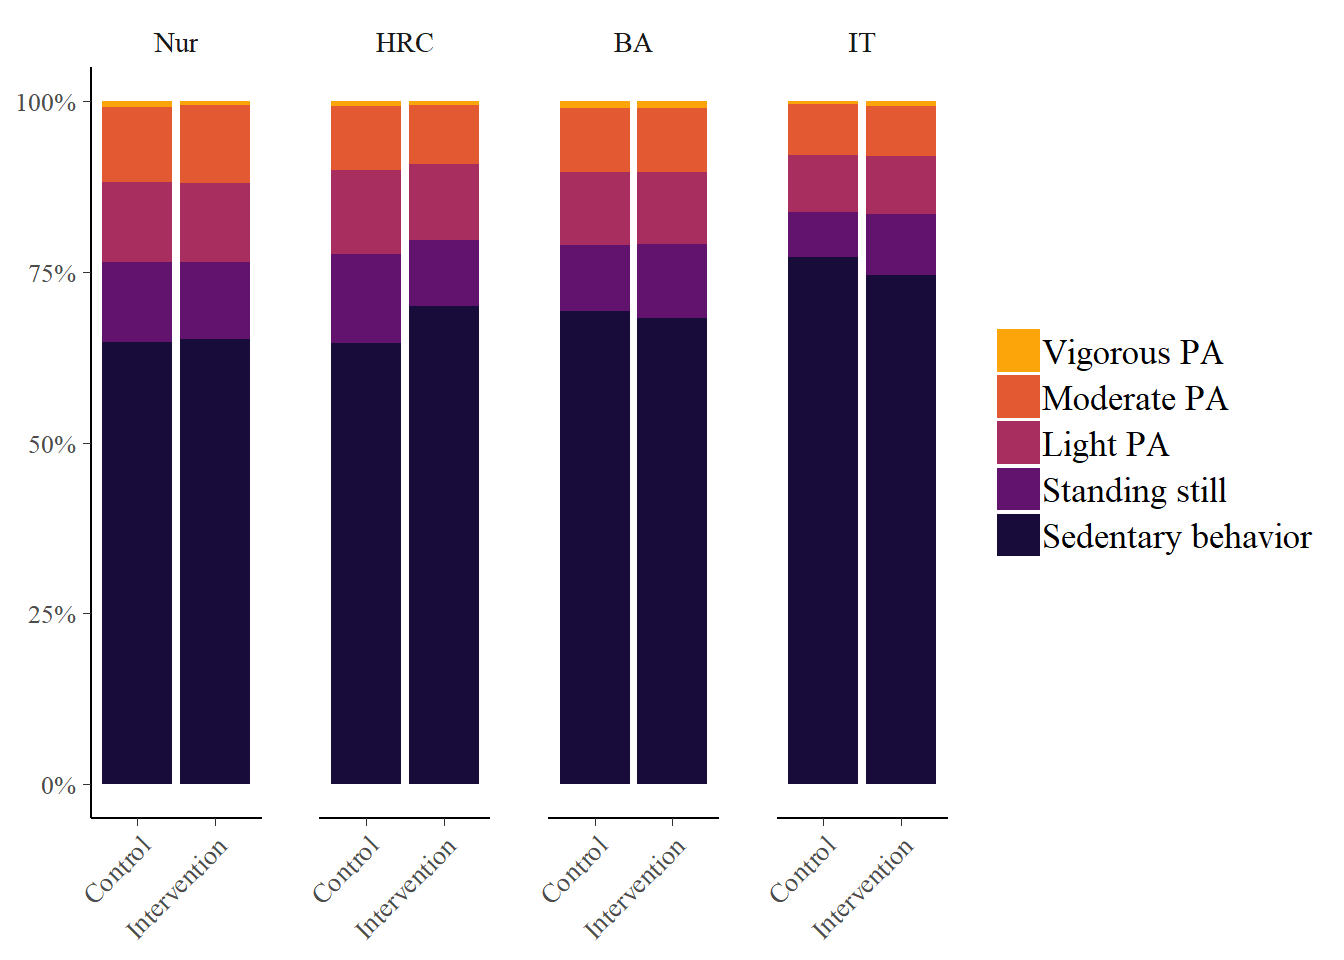 Nur HRC BA IT
100%
75%
50%
25%
0%
Vigorous PA
Moderate PA
Light PA
Standing still
Sedentary behavior
Control Intervention Control Intervention Control Intervention Control Intervention